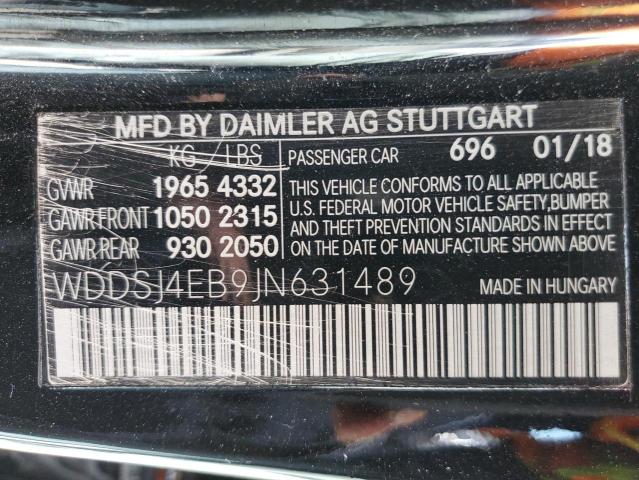 MFD BY DAIMLER AG STUTTGART
KG / LBS PASSENGER CAR 696 01/18
GVWR 1965 4332
GAWR FRONT 1050 2315
GAWR REAR 930 2050
THIS VEHICLE CONFORMS TO ALL APPLICABLE
U.S. FEDERAL MOTOR VEHICLE SAFETY,BUMPER
AND THEFT PREVENTION STANDARDS IN EFFECT
ON THE DATE OF MANUFACTURE SHOWN ABOVE
WDDSJ4EB9JN631489 MADE IN HUNGARY